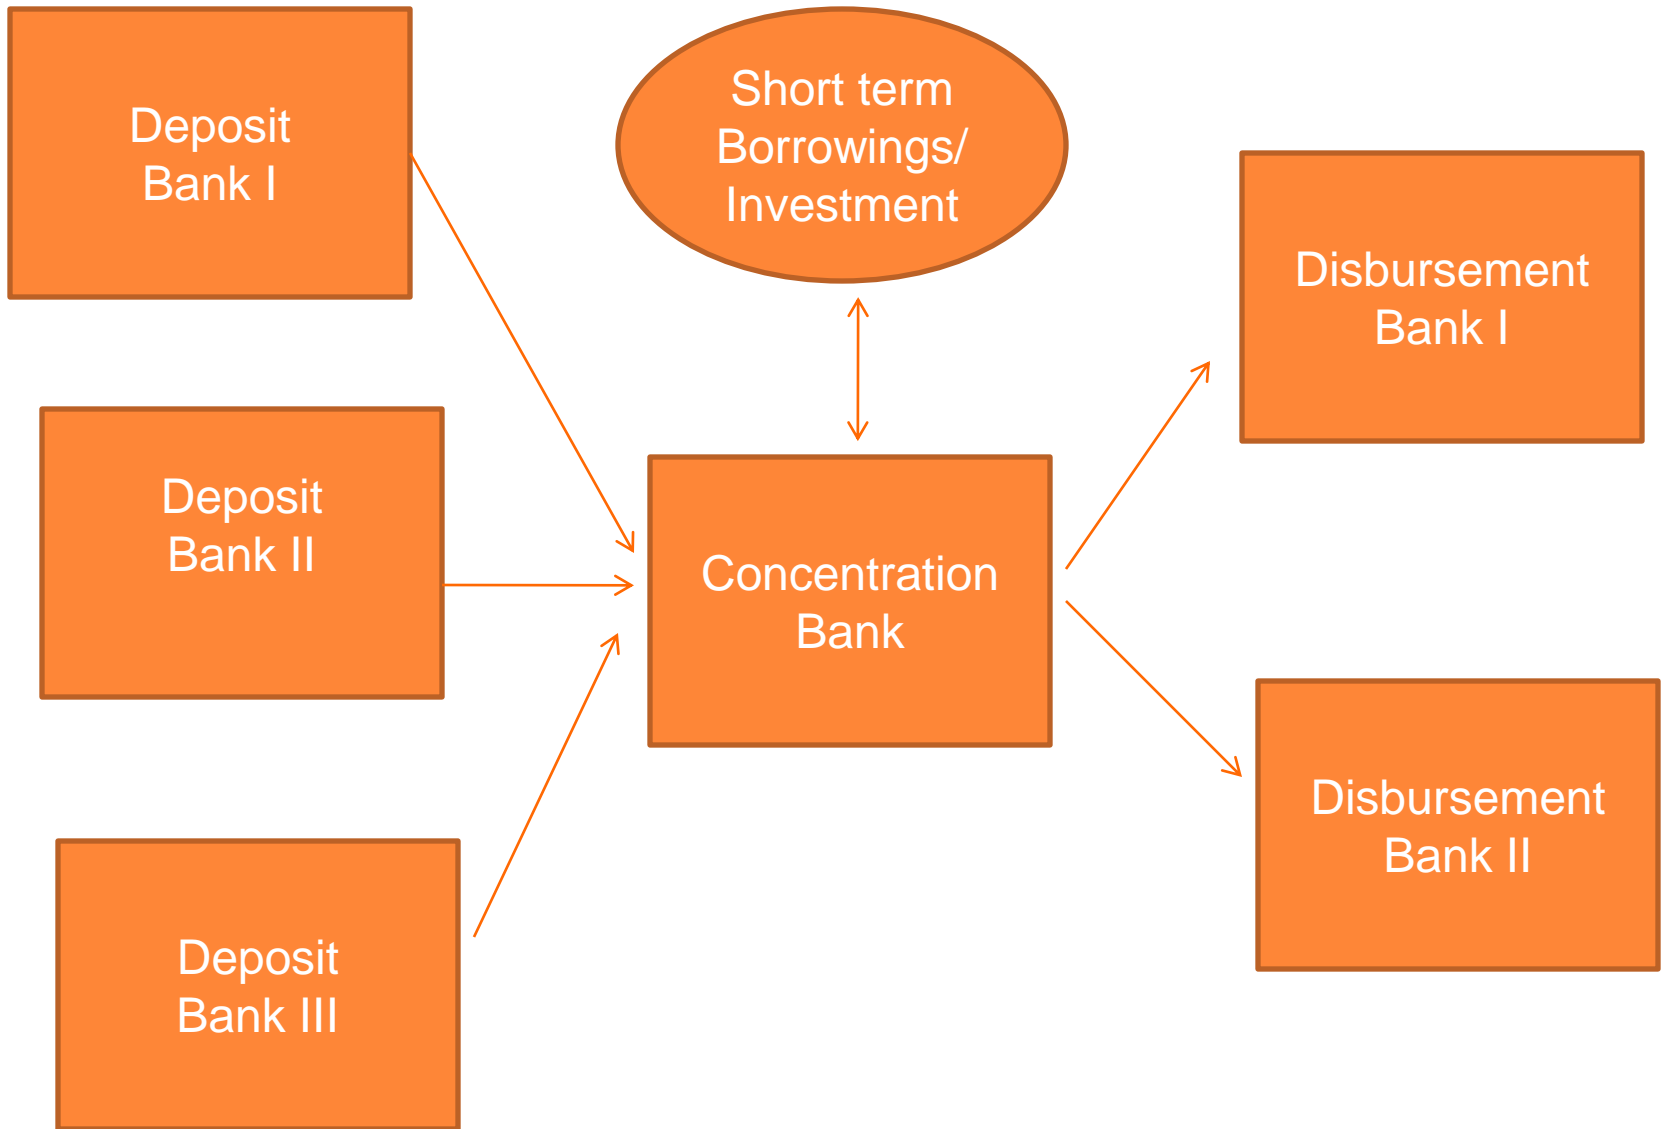 Deposit
Bank I
Short term
Borrowings/
Investment
Disbursement
Bank I
Deposit
Bank II
Concentration
Bank
Disbursement
Bank II
Deposit
Bank III